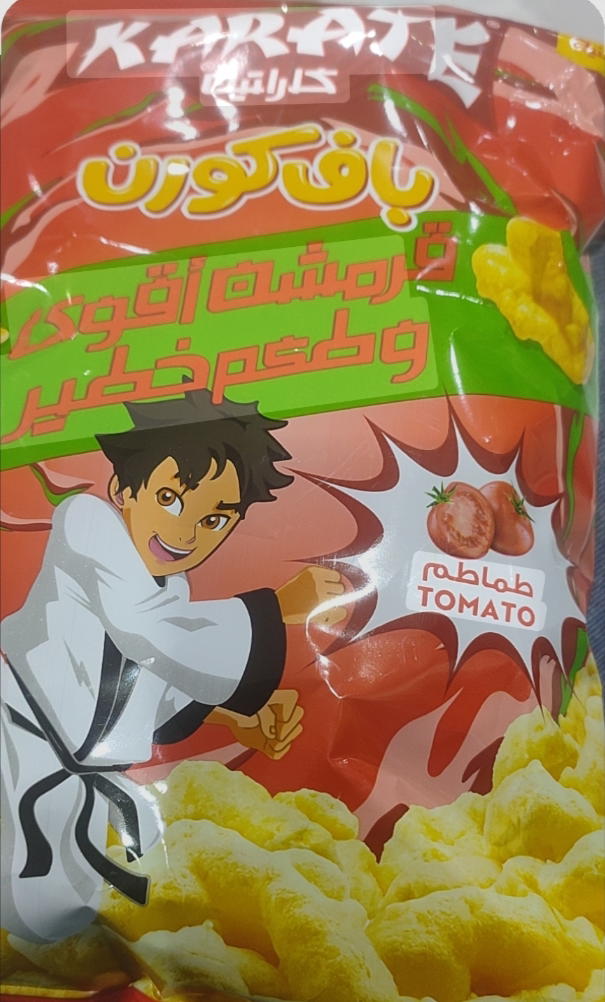 KARATE
كاراتيه
باف كورن
قرمشة أقوى
وطعم خطير
طماطم
TOMATO